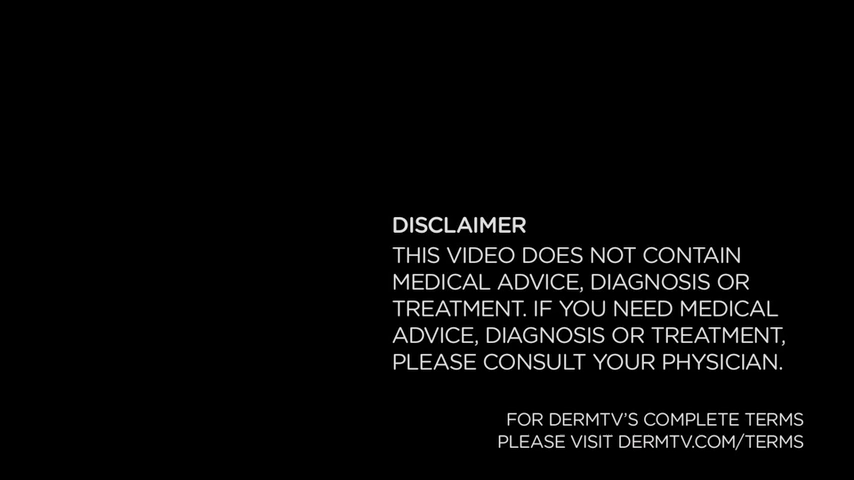 DISCLAIMER
THIS VIDEO DOES NOT CONTAIN
MEDICAL ADVICE, DIAGNOSIS OR
TREATMENT. IF YOU NEED MEDICAL
ADVICE, DIAGNOSIS OR TREATMENT,
PLEASE CONSULT YOUR PHYSICIAN.
FOR DERMTV'S COMPLETE TERMS
PLEASE VISIT DERMTV.COM/TERMS